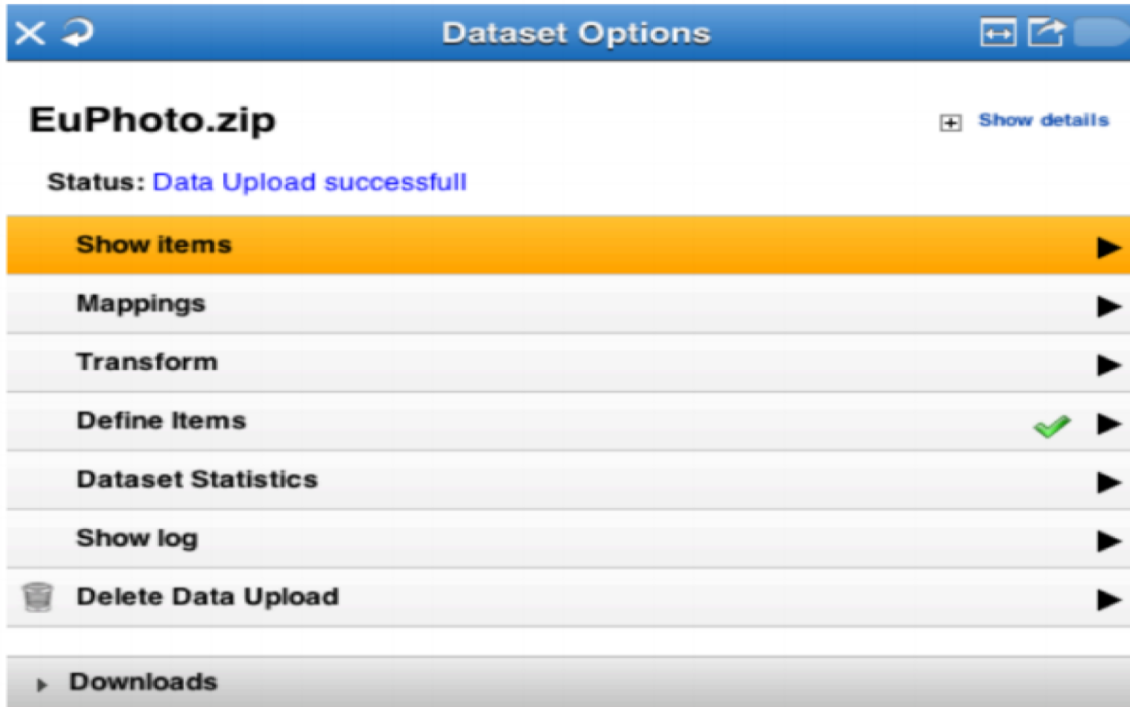 Dataset Options
EuPhoto.zip
Show details
Status: Data Upload successfull
Show items
Mappings
Transform
Define Items
Dataset Statistics
Show log
Delete Data Upload
Downloads